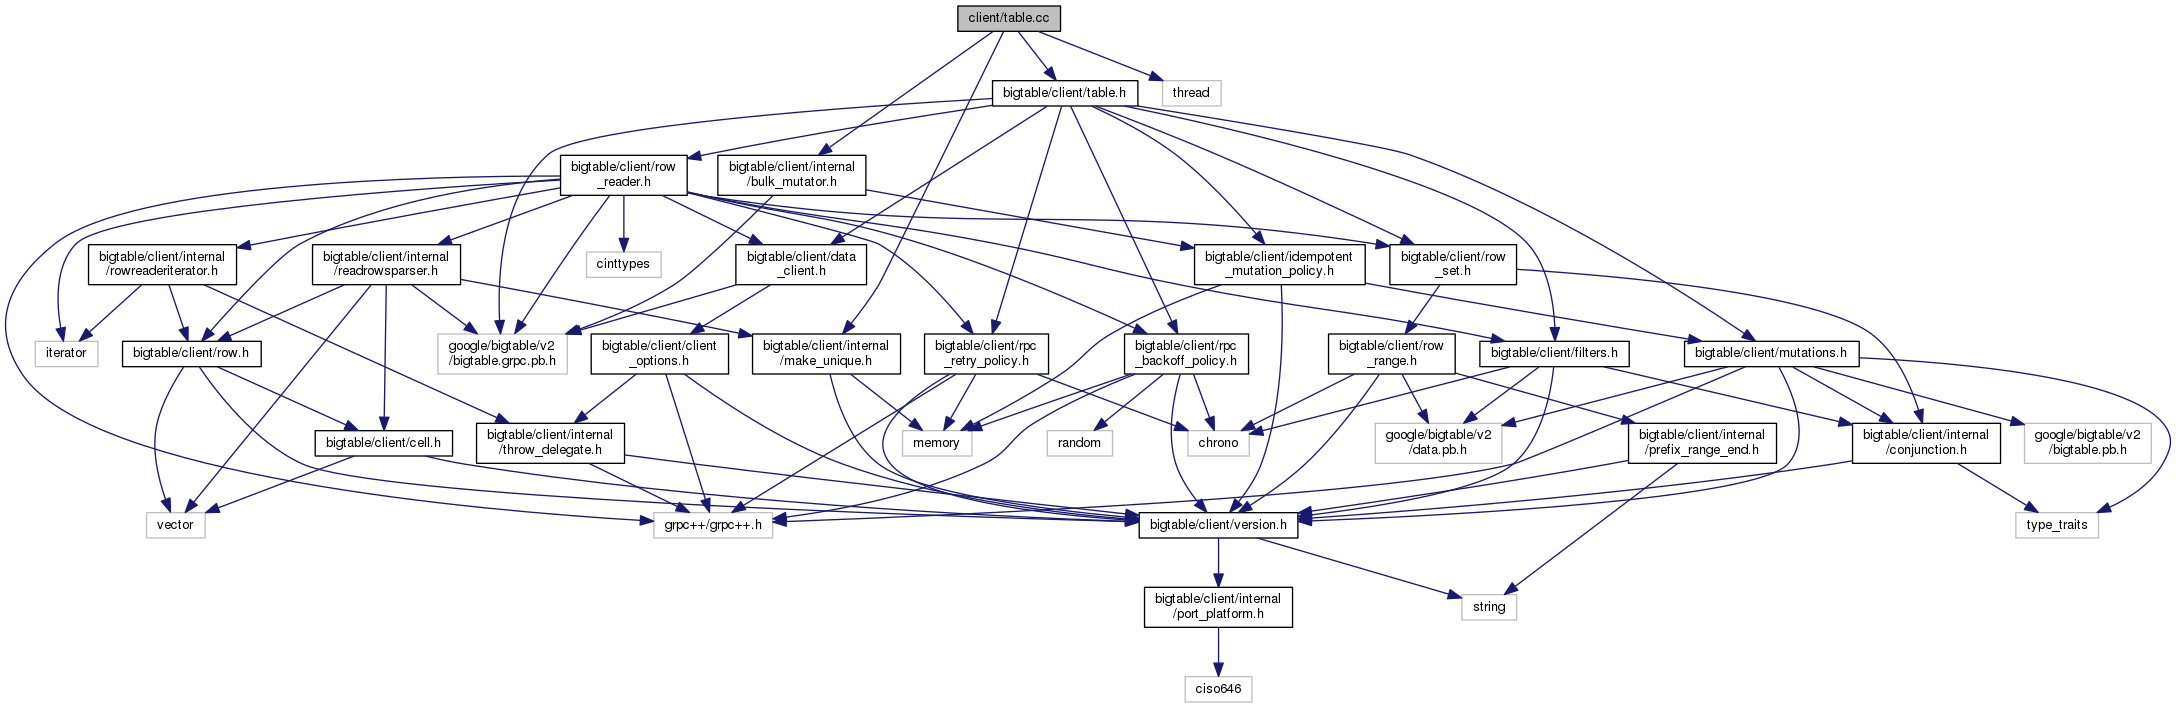 client/table.cc
bigtable/client/table.h
thread
bigtable/client/row
_reader.h
bigtable/client/internal
/bulk_mutator.h
bigtable/client/internal
/rowreaderiterator.h
bigtable/client/internal
/readrowsparser.h
cinttypes
bigtable/client/data
_client.h
bigtable/client/idempotent
_mutation_policy.h
bigtable/client/row
_set.h
iterator
bigtable/client/row.h
google/bigtable/v2
/bigtable.grpc.pb.h
bigtable/client/client
_options.h
bigtable/client/internal
/make_unique.h
bigtable/client/rpc
_retry_policy.h
bigtable/client/rpc
_backoff_policy.h
bigtable/client/row
_range.h
bigtable/client/filters.h
bigtable/client/mutations.h
bigtable/client/cell.h
bigtable/client/internal
/throw_delegate.h
memory
random
chrono
google/bigtable/v2
/data.pb.h
bigtable/client/internal
/prefix_range_end.h
bigtable/client/internal
/conjunction.h
google/bigtable/v2
/bigtable.pb.h
vector
grpc++/grpc++.h
bigtable/client/version.h
type_traits
bigtable/client/internal
/port_platform.h
string
ciso646